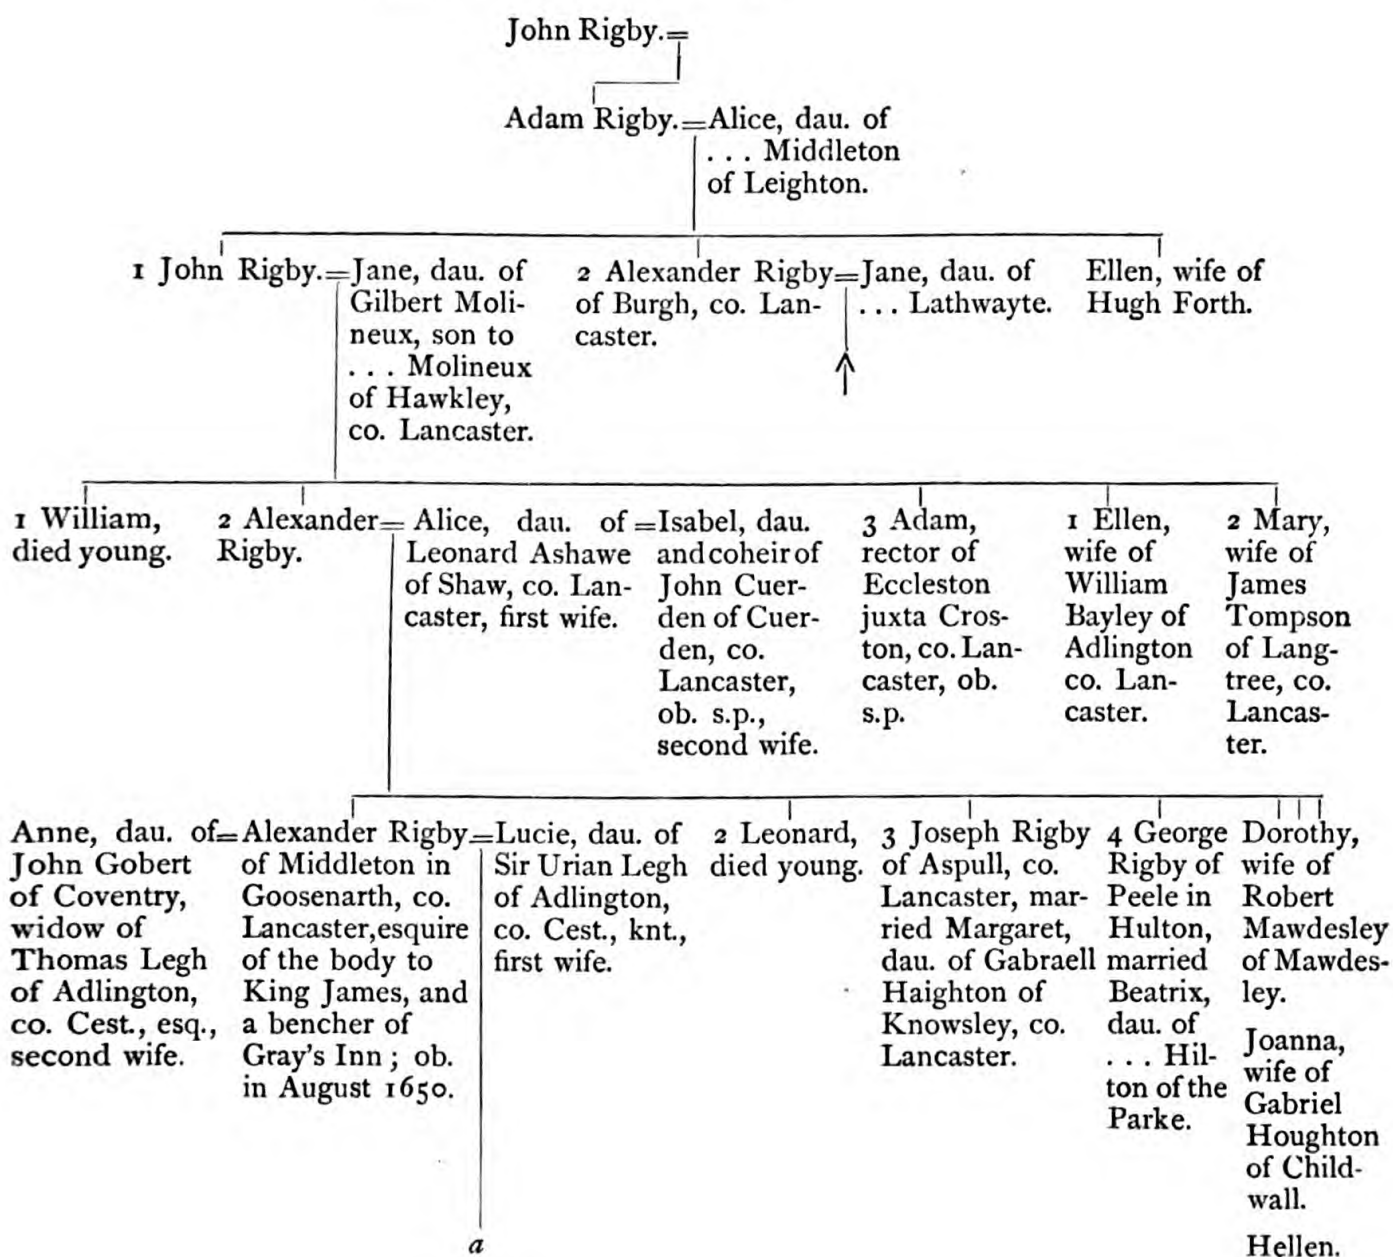 John Rigby.=
Adam Rigby.=Alice, dau. of
. . . Middleton
of Leighton.
1 John Rigby.=Jane, dau. of
Gilbert Moli-
neux, son to
. . . Molineux
of Hawkley,
co. Lancaster.
2 Alexander Rigby=Jane, dau. of
of Burgh, co. Lan-
caster.
. . . Lathwayte.
Ellen, wife of
Hugh Forth.
1 William,
died young.
2 Alexander=
Rigby.
Alice, dau. of
Leonard Ashawe
of Shaw, co. Lan-
caster, first wife.
=Isabel, dau.
and coheir of
John Cuer-
den of Cuer-
den, co.
Lancaster,
ob. s.p.,
second wife.
3 Adam,
rector of
Eccleston
juxta Cros-
ton, co. Lan-
caster, ob.
s.p.
1 Ellen,
wife of
William
Bayley of
Adlington
co. Lan-
caster.
2 Mary,
wife of
James
Tompson
of Lang-
tree, co.
Lancas-
ter.
Anne, dau. of=
John Gobert
of Coventry,
widow of
Thomas Legh
of Adlington,
co. Cest., esq.,
second wife.
Alexander Rigby=
of Middleton in
Goosenarth, co.
Lancaster, esquire
of the body to
King James, and
a bencher of
Gray's Inn ; ob.
in August 1650.
Lucie, dau. of
Sir Urian Legh
of Adlington,
co. Cest., knt.,
first wife.
2 Leonard,
died young.
3 Joseph Rigby
of Aspull, co.
Lancaster, mar-
ried Margaret,
dau. of Gabraell
Haighton of
Knowsley, co.
Lancaster.
4 George
Rigby of
Peele in
Hulton,
married
Beatrix,
dau. of
. . . Hil-
ton of the
Parke.
Dorothy,
wife of
Robert
Mawdesley
of Mawdes-
ley.
Joanna,
wife of
Gabriel
Houghton
of Child-
wall.
Hellen.
a